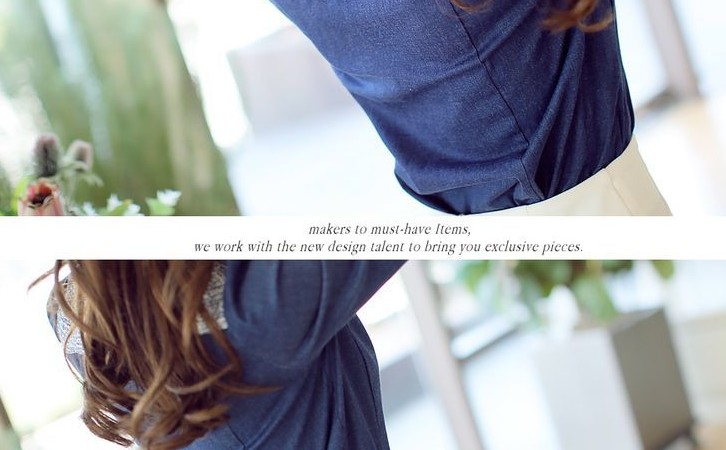 makers to must-have Items,
we work with the new design talent to bring you exclusive pieces.